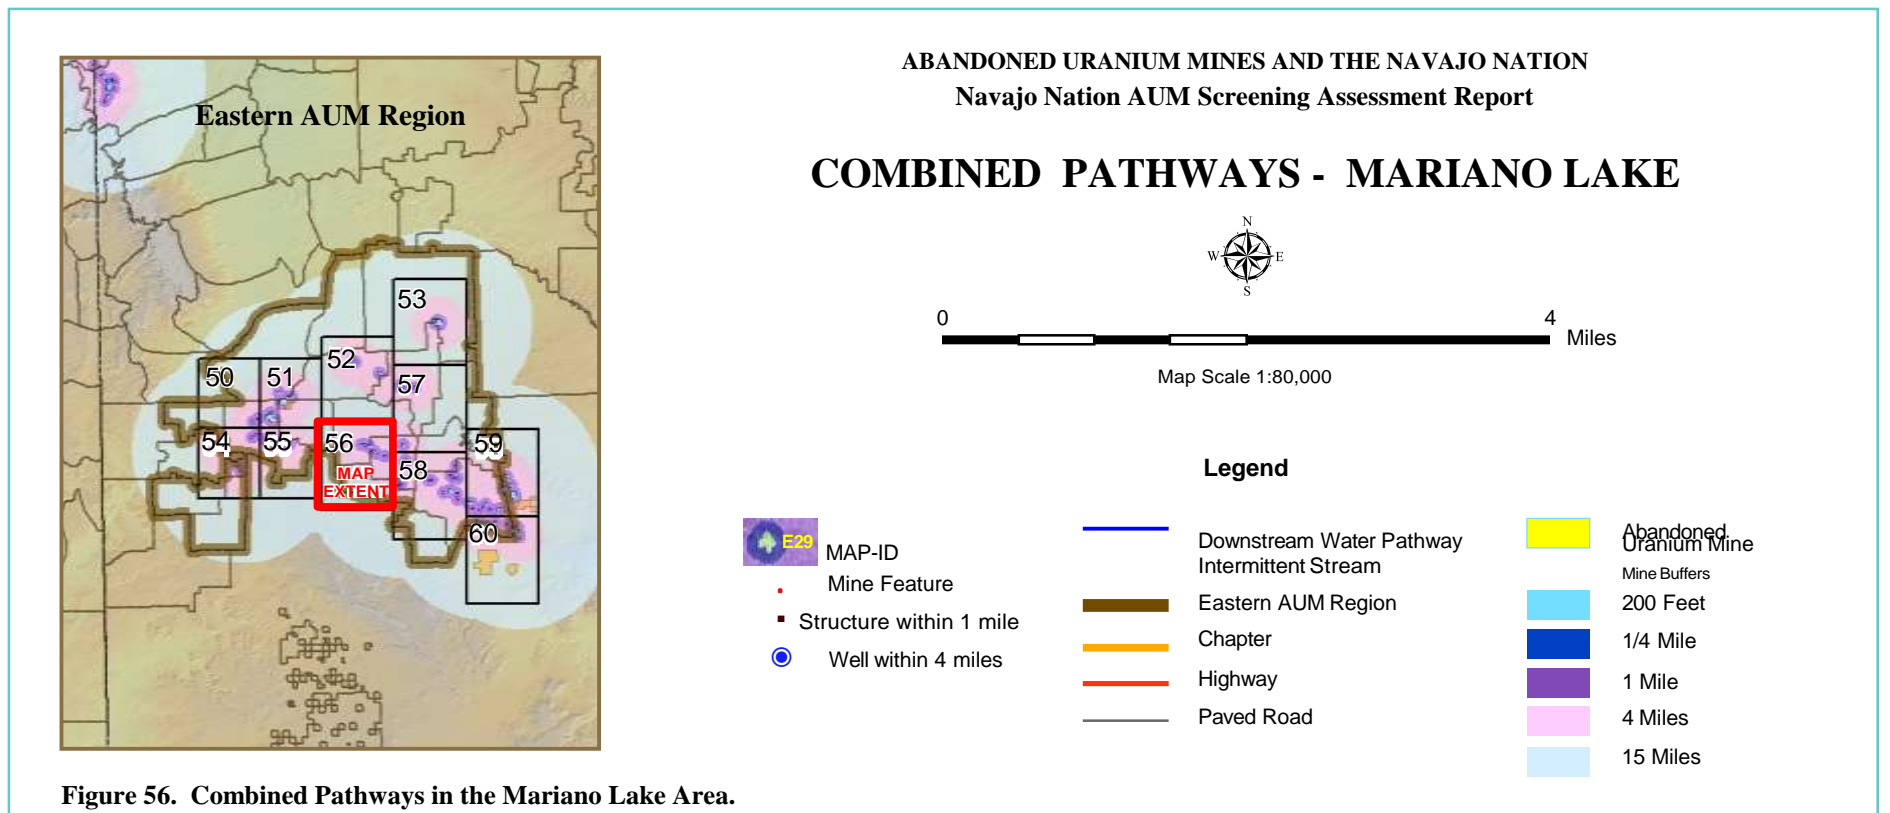 ABANDONED URANIUM MINES AND THE NAVAJO NATION
Navajo Nation AUM Screening Assessment Report
COMBINED PATHWAYS - MARIANO LAKE
N
W E
S
0 4
Miles
Map Scale 1:80,000
Eastern AUM Region
53
52
50 51
57
54 55 56 59
MAP
EXTENT
58
60
Legend
E29 MAP-ID
Mine Feature
Structure within 1 mile
Well within 4 miles
Downstream Water Pathway
Intermittent Stream
Eastern AUM Region
Chapter
Highway
Paved Road
Abandoned
Uranium Mine
Mine Buffers
200 Feet
1/4 Mile
1 Mile
4 Miles
15 Miles
Figure 56. Combined Pathways in the Mariano Lake Area.